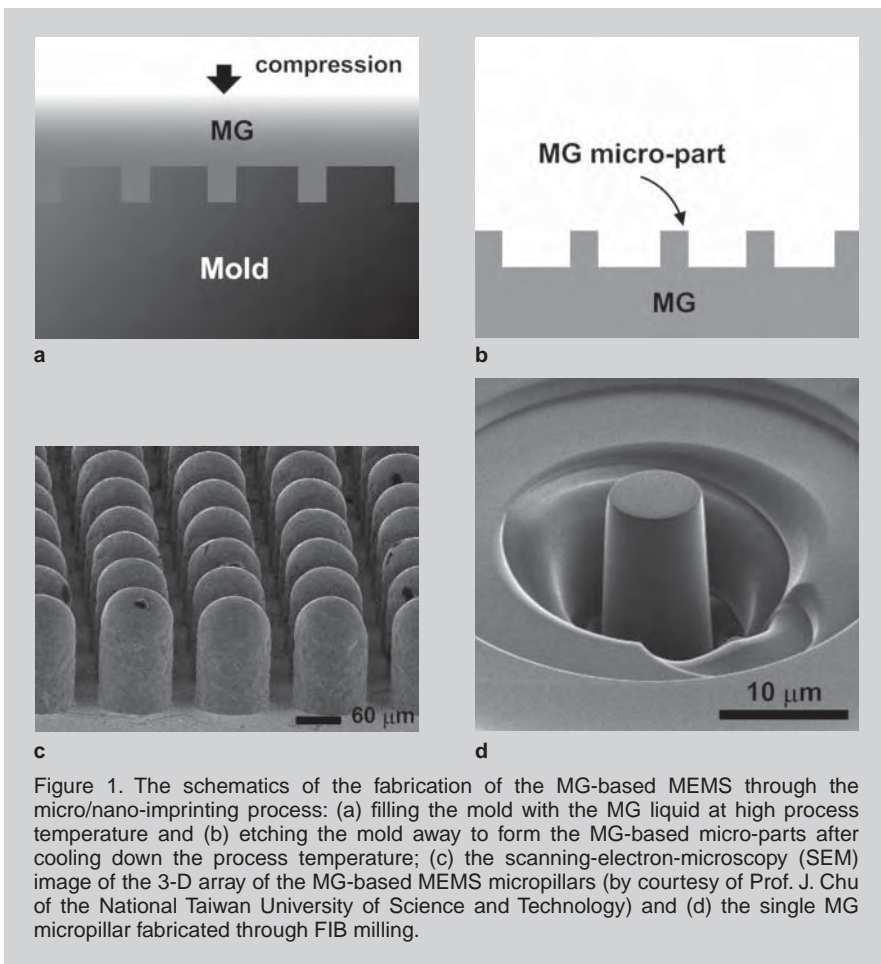 compression
MG
Mold
a
MG micro-part
MG
b
60 µm
c
10 µm
d
Figure 1. The schematics of the fabrication of the MG-based MEMS through the
micro/nano-imprinting process: (a) filling the mold with the MG liquid at high process
temperature and (b) etching the mold away to form the MG-based micro-parts after
cooling down the process temperature; (c) the scanning-electron-microscopy (SEM)
image of the 3-D array of the MG-based MEMS micropillars (by courtesy of Prof. J. Chu
of the National Taiwan University of Science and Technology) and (d) the single MG
micropillar fabricated through FIB milling.